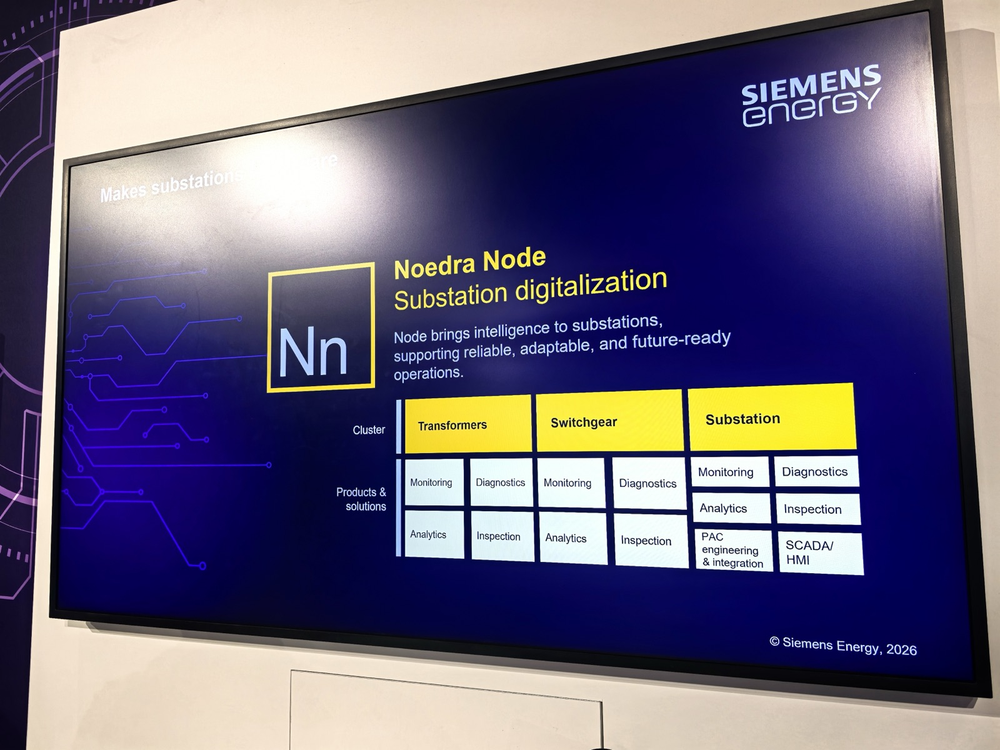 SIEMENS
energy
Makes substations
Noedra Node
Substation digitalization
Nn
Node brings intelligence to substations,
supporting reliable, adaptable, and future-ready
operations.
Cluster
Transformers
Switchgear
Substation
Products &
solutions
Monitoring
Diagnostics
Analytics
Inspection
Monitoring
Diagnostics
Analytics
Inspection
Monitoring
Diagnostics
Analytics
Inspection
PAC
engineering
& integration
SCADA/
HMI
© Siemens Energy, 2026